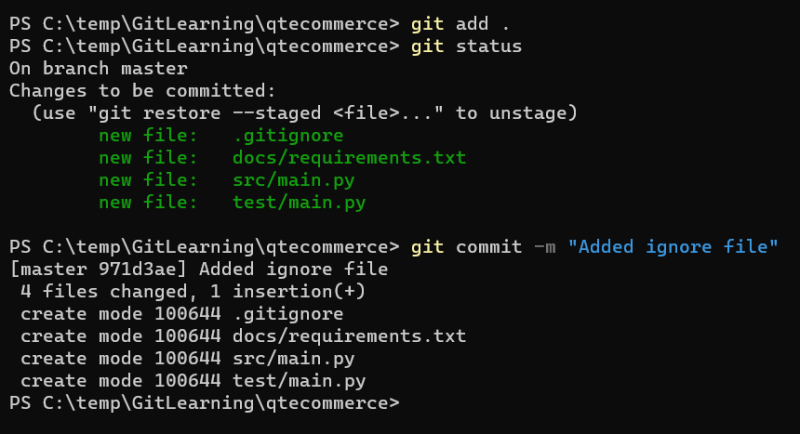 PS C:\temp\GitLearning\qtecommerce> git add .
PS C:\temp\GitLearning\qtecommerce> git status
On branch master
Changes to be committed:
  (use "git restore --staged <file>..." to unstage)
        new file:   .gitignore
        new file:   docs/requirements.txt
        new file:   src/main.py
        new file:   test/main.py

PS C:\temp\GitLearning\qtecommerce> git commit -m "Added ignore file"
[master 971d3ae] Added ignore file
 4 files changed, 1 insertion(+)
 create mode 100644 .gitignore
 create mode 100644 docs/requirements.txt
 create mode 100644 src/main.py
 create mode 100644 test/main.py
PS C:\temp\GitLearning\qtecommerce>